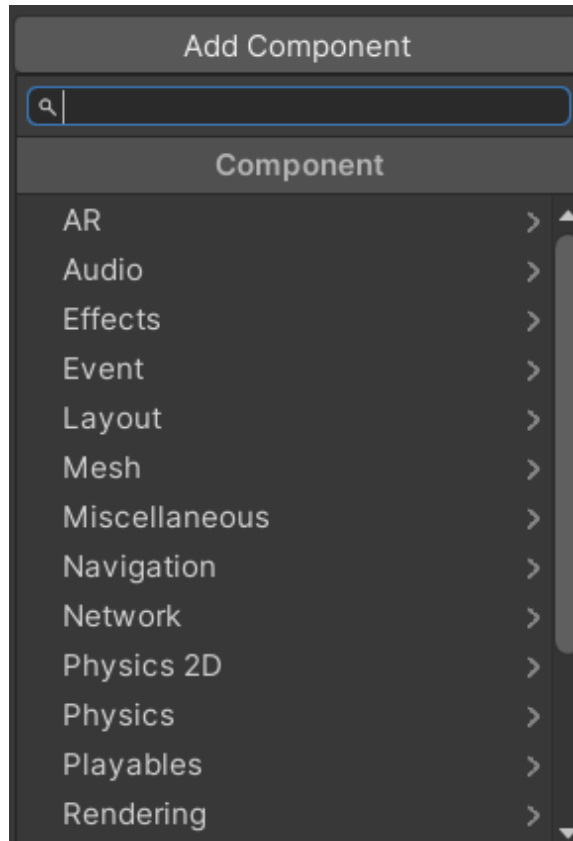 Add Component
Component
AR
Audio
Effects
Event
Layout
Mesh
Miscellaneous
Navigation
Network
Physics 2D
Physics
Playables
Rendering